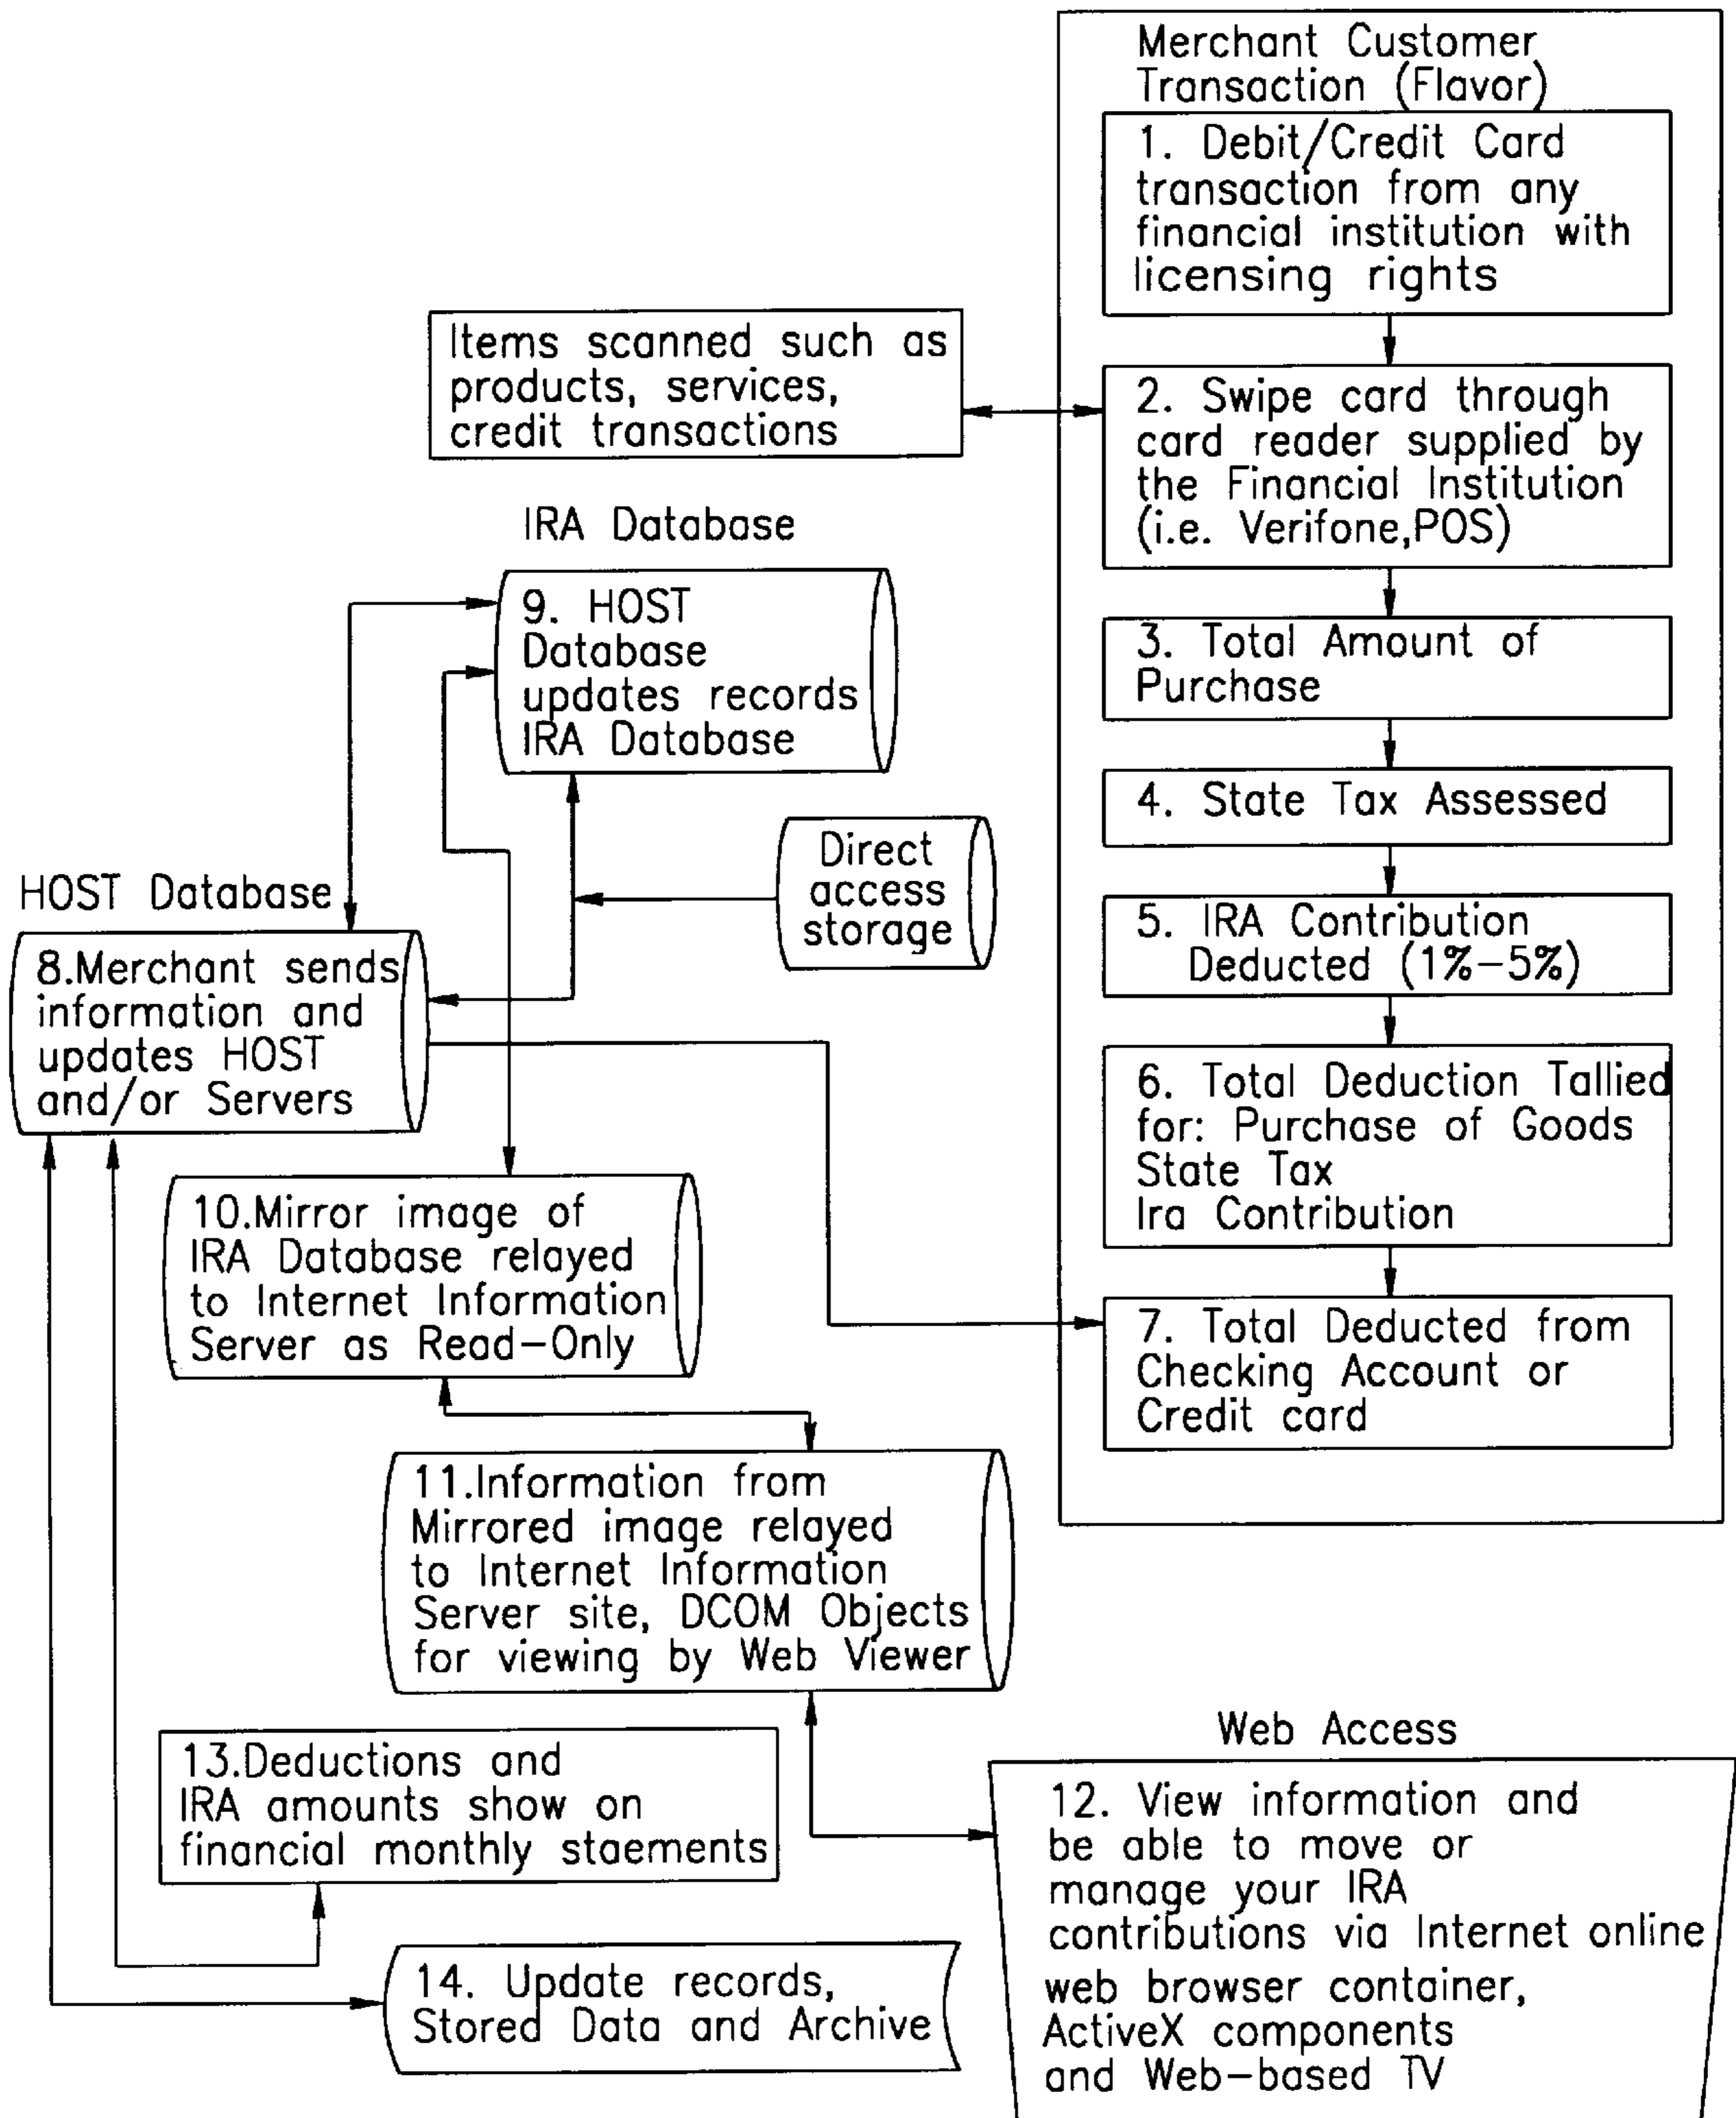 Merchant Customer
Transaction (Flavor)
1. Debit/Credit Card
transaction from any
financial institution with
licensing rights
Items scanned such as
products, services,
credit transactions
2. Swipe card through
card reader supplied by
the Financial Institution
(i.e. Verifone,POS)
IRA Database
9. HOST
Database
updates records
IRA Database
3. Total Amount of
Purchase
4. State Tax Assessed
Direct
access
storage
HOST Database
8.Merchant sends
information and
updates HOST
and/or Servers
5. IRA Contribution
Deducted (1%-5%)
6. Total Deduction Tallied
for: Purchase of Goods
State Tax
Ira Contribution
10.Mirror image of
IRA Database relayed
to Internet Information
Server as Read-Only
7. Total Deducted from
Checking Account or
Credit card
11.Information from
Mirrored image relayed
to Internet Information
Server site, DCOM Objects
for viewing by Web Viewer
13.Deductions and
IRA amounts show on
financial monthly staements
Web Access
12. View information and
be able to move or
manage your IRA
contributions via Internet online
web browser container,
ActiveX components
and Web-based TV
14. Update records,
Stored Data and Archive